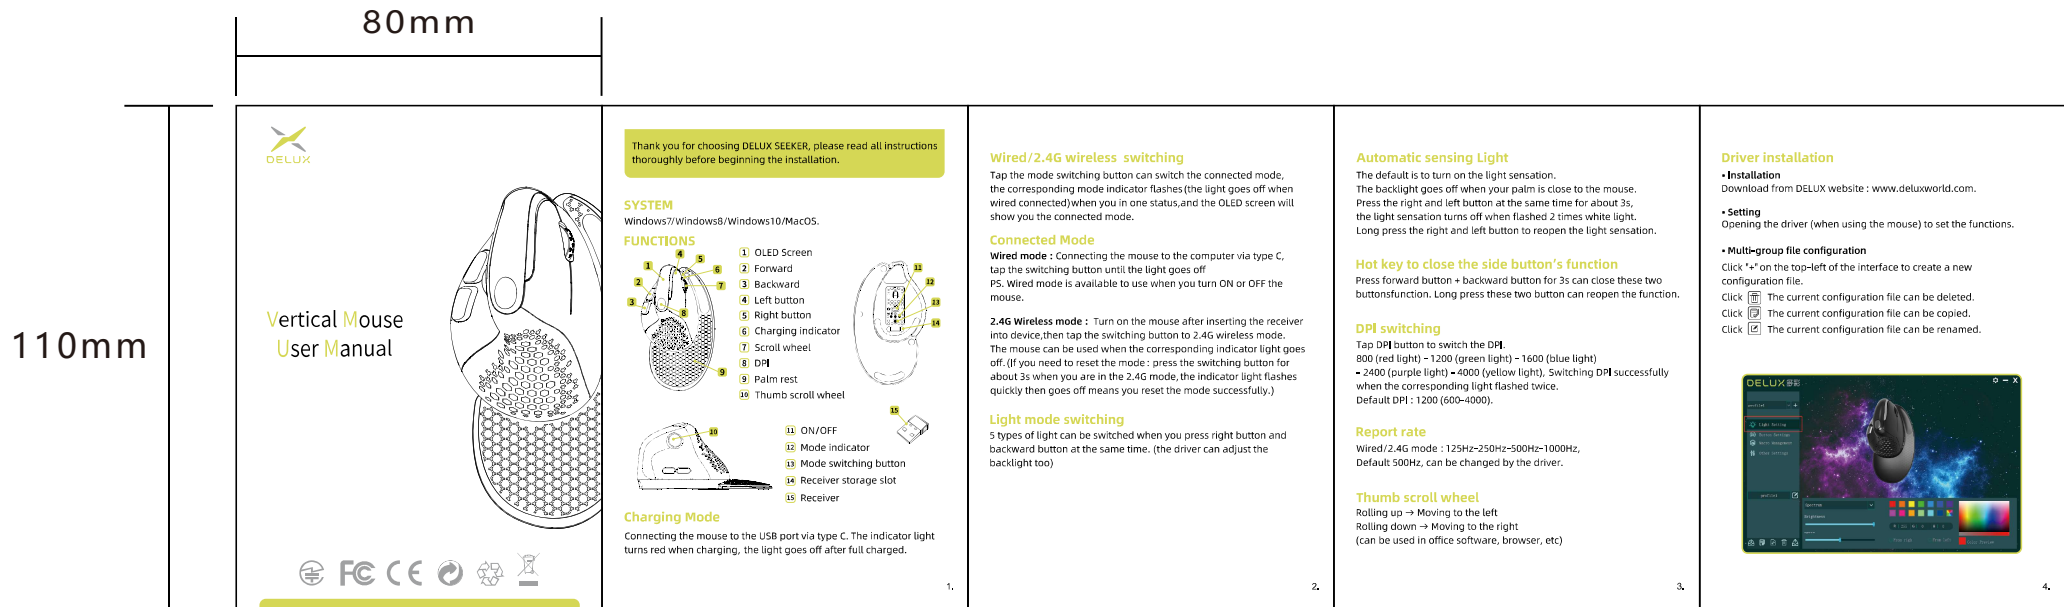 80mm
110mm
DELUX
Vertical Mouse
User Manual
FC CE
Thank you for choosing DELUX SEEKER, please read all instructions
thoroughly before beginning the installation.
SYSTEM
Windows7/Windows8/Windows10/MacOS.
FUNCTIONS
1 OLED Screen
2 Forward
3 Backward
4 Left button
5 Right button
6 Charging indicator
7 Scroll wheel
8 DPI
9 Palm rest
10 Thumb scroll wheel
11 ON/OFF
12 Mode indicator
13 Mode switching button
14 Receiver storage slot
15 Receiver
Charging Mode
Connecting the mouse to the USB port via type C. The indicator light
turns red when charging, the light goes off after full charged.
1.
Wired/2.4G wireless switching
Tap the mode switching button can switch the connected mode,
the corresponding mode indicator flashes(the light goes off when
wired connected)when you in one status,and the OLED screen will
show you the connected mode.
Connected Mode
Wired mode : Connecting the mouse to the computer via type C,
tap the switching button until the light goes off
PS. Wired mode is available to use when you turn ON or OFF the
mouse.
2.4G Wireless mode : Turn on the mouse after inserting the receiver
into device,then tap the switching button to 2.4G wireless mode.
The mouse can be used when the corresponding indicator light goes
off.(If you need to reset the mode : press the switching button for
about 3s when you are in the 2.4G mode, the indicator light flashes
quickly then goes off means you reset the mode successfully.)
Light mode switching
5 types of light can be switched when you press right button and
backward button at the same time. (the driver can adjust the
backlight too)
2.
Automatic sensing Light
The default is to turn on the light sensation.
The backlight goes off when your palm is close to the mouse.
Press the right and left button at the same time for about 3s,
the light sensation turns off when flashed 2 times white light.
Long press the right and left button to reopen the light sensation.
Hot key to close the side button's function
Press forward button + backward button for 3s can close these two
buttonsfunction. Long press these two button can reopen the function.
DPI switching
Tap DPI button to switch the DPI.
800 (red light) – 1200 (green light) – 1600 (blue light)
– 2400 (purple light) – 4000 (yellow light), Switching DPI successfully
when the corresponding light flashed twice.
Default DPI : 1200 (600–4000).
Report rate
Wired/2.4G mode : 125Hz–250Hz–500Hz–1000Hz,
Default 500Hz, can be changed by the driver.
Thumb scroll wheel
Rolling up → Moving to the left
Rolling down → Moving to the right
(can be used in office software, browser, etc)
3.
Driver installation
• Installation
Download from DELUX website : www.deluxworld.com.
• Setting
Opening the driver (when using the mouse) to set the functions.
• Multi–group file configuration
Click "+" on the top–left of the interface to create a new
configuration file.
Click The current configuration file can be deleted.
Click The current configuration file can be copied.
Click The current configuration file can be renamed.
DELUX多彩
Light Setting
4.